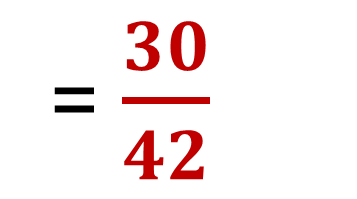 = 30/42